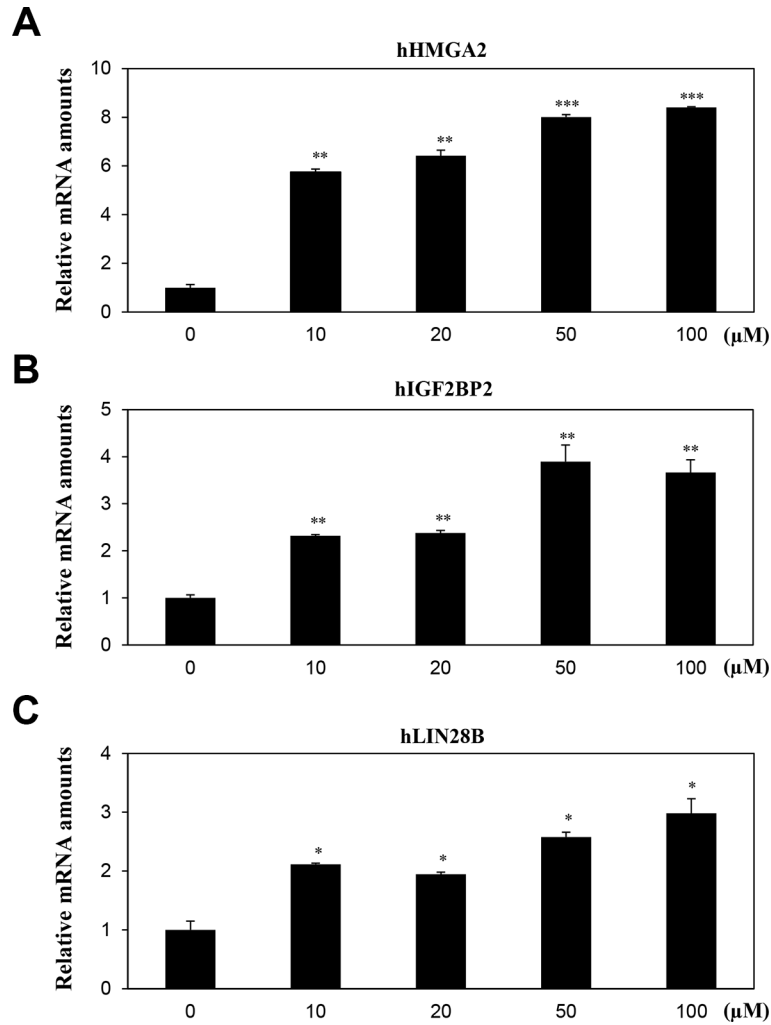 A
hHMGA2
Relative mRNA amounts
10
8
6
4
2
0
** ** *** ***
0 10 20 50 100 (μM)
B
hIGF2BP2
Relative mRNA amounts
5
4
3
2
1
0
** ** ** **
0 10 20 50 100 (μM)
C
hLIN28B
Relative mRNA amounts
4
3
2
1
0
* * * *
0 10 20 50 100 (μM)